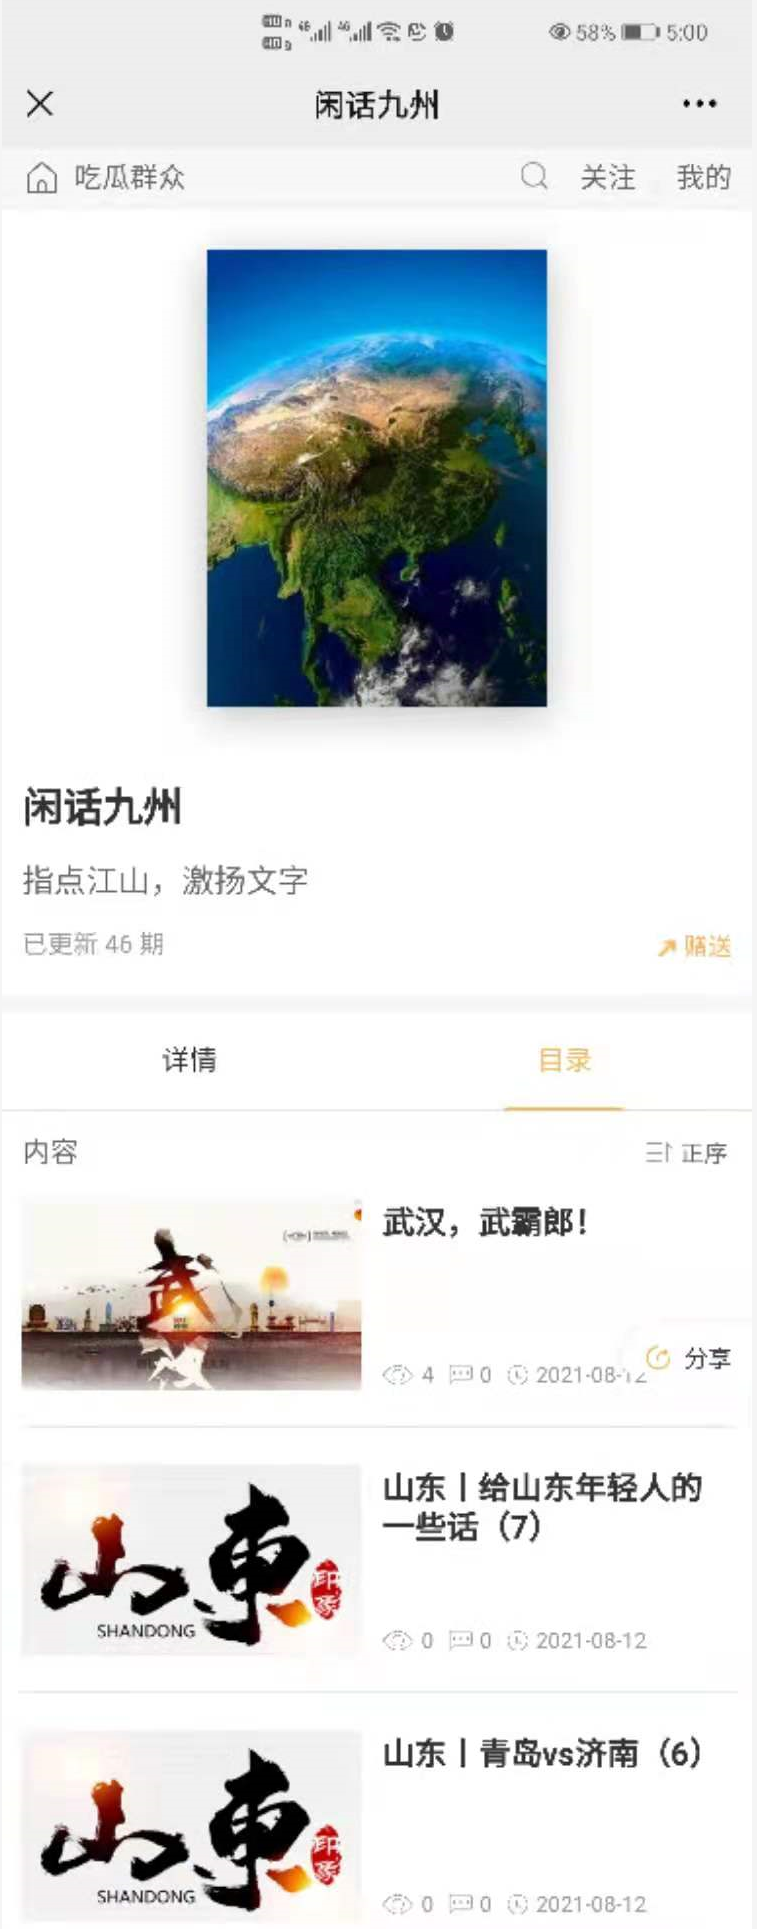 58% 5:00
闲话九州
吃瓜群众 关注 我的
闲话九州
指点江山，激扬文字
已更新 46 期
赠送
详情 目录
内容 正序
武汉，武霸郎！
4 0 2021-08-12
分享
山东丨给山东年轻人的
一些话（7）
0 0 2021-08-12
山东
印象
SHANDONG
山东丨青岛vs济南（6）
0 0 2021-08-12
山東
印象
SHANDONG